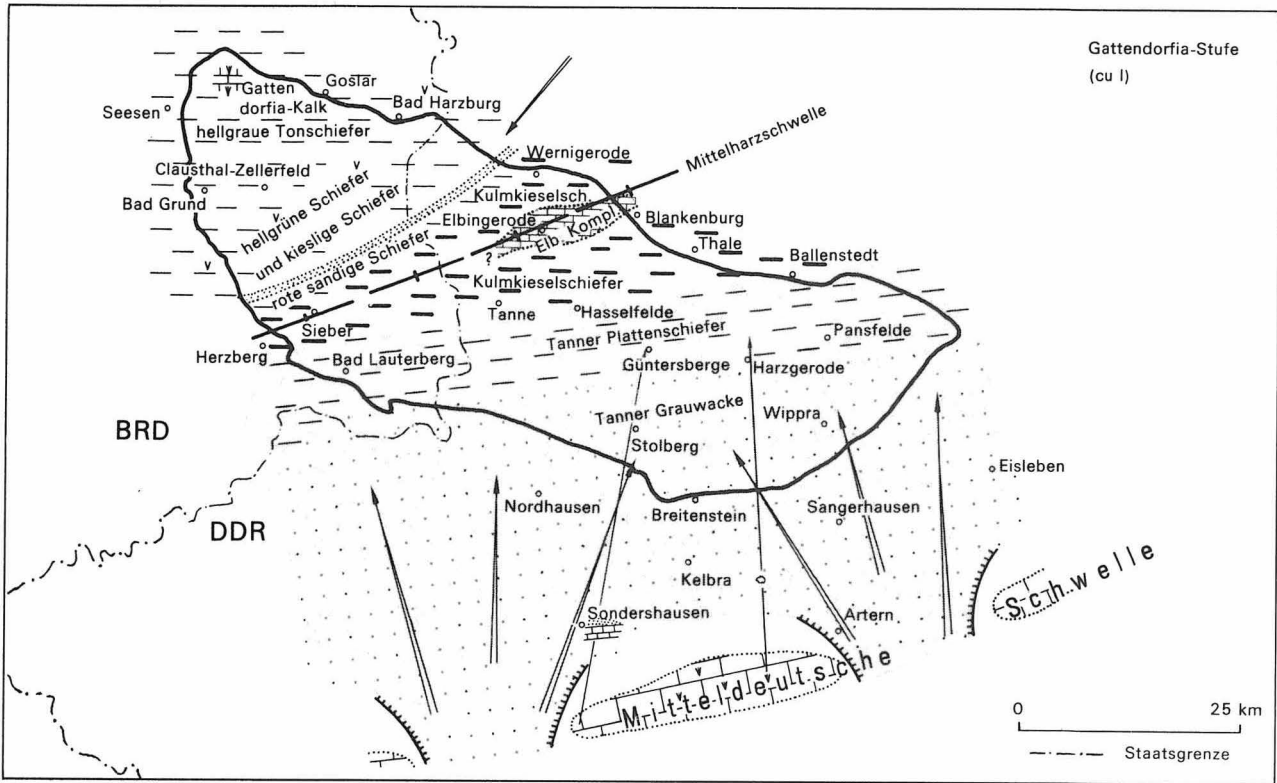 Gattendorfia-Stufe
(cu I)
Goslar
Gatten
dorfia-Kalk
Seesen
Bad Harzburg
hellgraue Tonschiefer
Wernigerode
Mittelharzschwelle
Clausthal-Zellerfeld
Bad Grund
hellgrüne Schiefer
und kieslige Schiefer
rote sandige Schiefer
Kulmkieselsch.
Elbingerode
Elb. Kompl.
Blankenburg
Thale
Ballenstedt
?
Kulmkieselschiefer
Tanne
Hasselfelde
Sieber
Herzberg
Bad Lauterberg
Tanner Plattenschiefer
Pansfelde
Güntersberge
Harzgerode
Tanner Grauwacke
Wippra
BRD
Stolberg
Eisleben
Nordhausen
Breitenstein
Sangerhausen
DDR
Kelbra
Schwelle
Sondershausen
Artern
Mitteldeutsche
0 25 km
Staatsgrenze